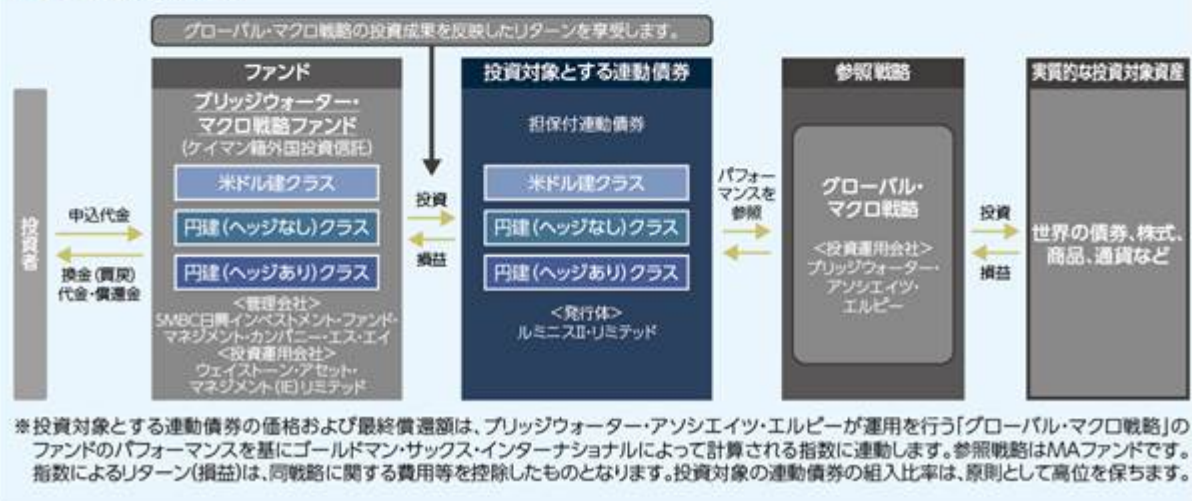 グローバル・マクロ戦略の投資成果を反映したリターンを享受します。
投資者
申込代金
換金(買戻)
代金・償還金
ファンド
ブリッジウォーター・
マクロ戦略ファンド
(ケイマン籍外国投資信託)
米ドル建クラス
円建(ヘッジなし)クラス
円建(ヘッジあり)クラス
<管理会社>
SMBC日興インベストメント・ファンド・
マネジメント・カンパニー・エス・エイ
<投資運用会社>
ウェイストーン・アセット・
マネジメント(IE)リミテッド
投資
損益
投資対象とする連動債券
担保付連動債券
米ドル建クラス
円建(ヘッジなし)クラス
円建(ヘッジあり)クラス
<発行体>
ルミニスⅡ・リミテッド
パフォー
マンスを
参照
参照戦略
グローバル・
マクロ戦略
<投資運用会社>
ブリッジウォーター・
アソシエイツ・
エルピー
投資
損益
実質的な投資対象資産
世界の債券、株式、
商品、通貨など
※投資対象とする連動債券の価格および最終償還額は、ブリッジウォーター・アソシエイツ・エルピーが運用を行う「グローバル・マクロ戦略」の
ファンドのパフォーマンスを基にゴールドマン・サックス・インターナショナルによって計算される指数に連動します。参照戦略はMAファンドです。
指数によるリターン(損益)は、同戦略に関する費用等を控除したものとなります。投資対象の連動債券の組入比率は、原則として高位を保ちます。